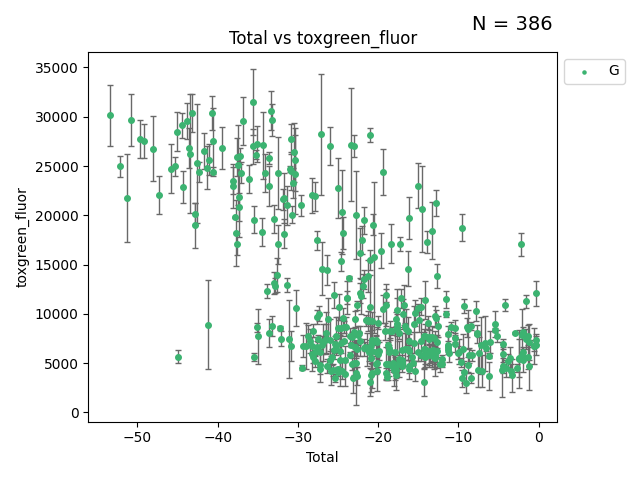 N = 386
Total vs toxgreen_fluor
G
toxgreen_fluor
35000
30000
25000
20000
15000
10000
5000
0
−50 −40 −30 −20 −10 0
Total